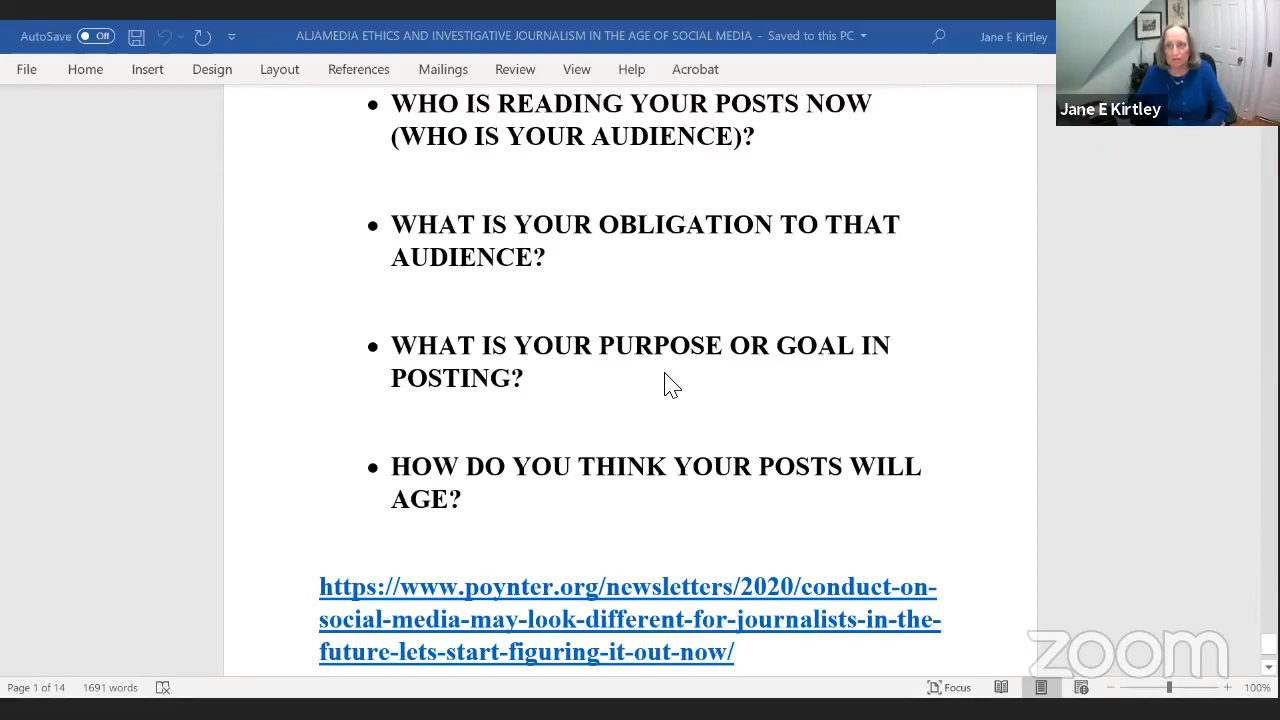 AutoSave Off
ALJAMEDIA ETHICS AND INVESTIGATIVE JOURNALISM IN THE AGE OF SOCIAL MEDIA - Saved to this PC
Jane E Kirtley
File Home Insert Design Layout References Mailings Review View Help Acrobat
Jane E Kirtley
• WHO IS READING YOUR POSTS NOW
(WHO IS YOUR AUDIENCE)?
• WHAT IS YOUR OBLIGATION TO THAT
AUDIENCE?
• WHAT IS YOUR PURPOSE OR GOAL IN
POSTING?
• HOW DO YOU THINK YOUR POSTS WILL
AGE?
https://www.poynter.org/newsletters/2020/conduct-on-
social-media-may-look-different-for-journalists-in-the-
future-lets-start-figuring-it-out-now/
zoom
Page 1 of 14 1691 words Focus 100%